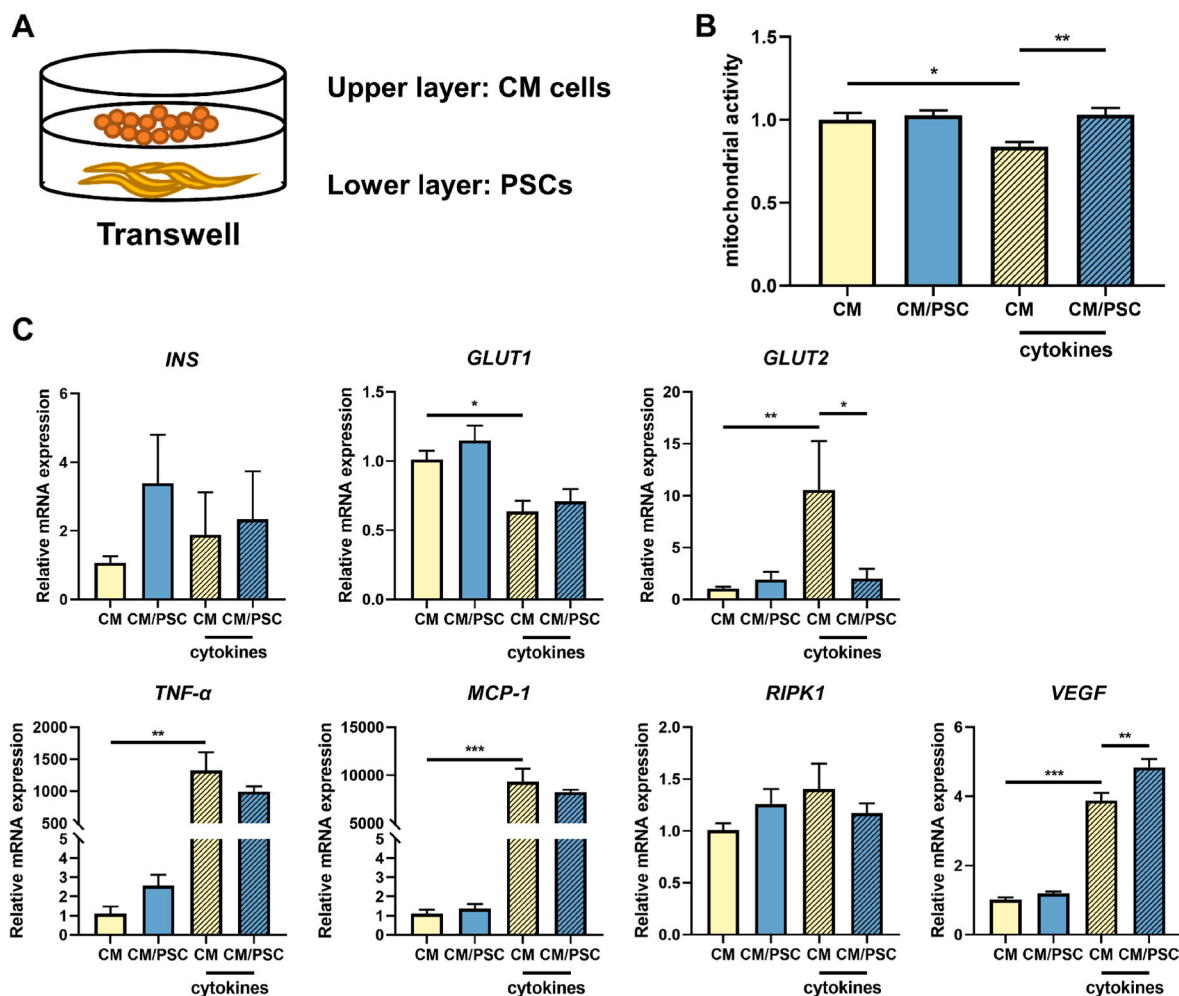 A
Upper layer: CM cells
Lower layer: PSCs
Transwell
B
mitochondrial activity
1.5
1.0
0.5
0.0
*
**
CM
CM/PSC
CM
CM/PSC
cytokines
C
INS
Relative mRNA expression
6
4
2
0
CM CM/PSC CM CM/PSC
cytokines
GLUT1
Relative mRNA expression
1.5
1.0
0.5
0.0
*
CM CM/PSC CM CM/PSC
cytokines
GLUT2
Relative mRNA expression
20
15
10
5
0
**
*
CM CM/PSC CM CM/PSC
cytokines
TNF-α
Relative mRNA expression
2000
1500
1000
500
5
4
3
2
1
0
**
CM CM/PSC CM CM/PSC
cytokines
MCP-1
Relative mRNA expression
15000
10000
5000
5
4
3
2
1
0
***
CM CM/PSC CM CM/PSC
cytokines
RIPK1
Relative mRNA expression
2.0
1.5
1.0
0.5
0.0
CM CM/PSC CM CM/PSC
cytokines
VEGF
Relative mRNA expression
6
4
2
0
***
**
CM CM/PSC CM CM/PSC
cytokines